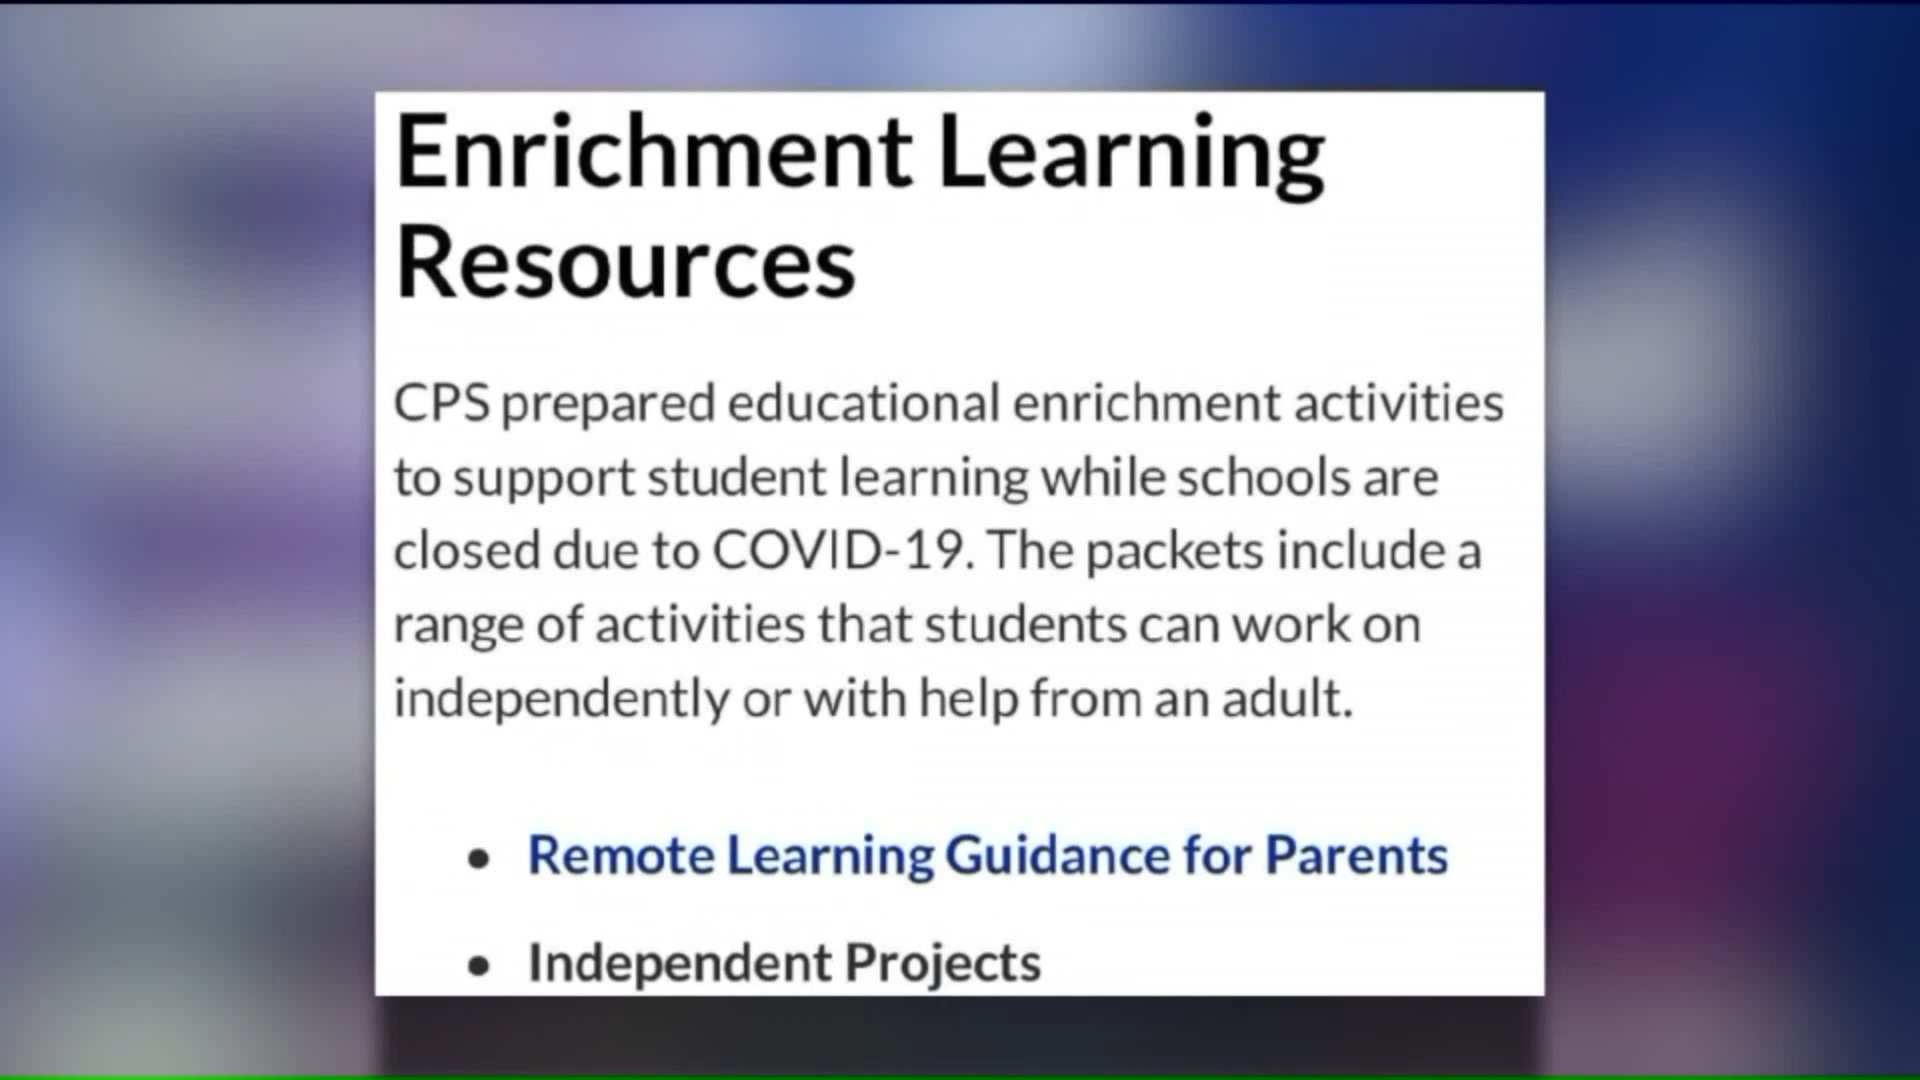 Enrichment Learning
Resources
CPS prepared educational enrichment activities
to support student learning while schools are
closed due to COVID-19. The packets include a
range of activities that students can work on
independently or with help from an adult.
• Remote Learning Guidance for Parents
• Independent Projects